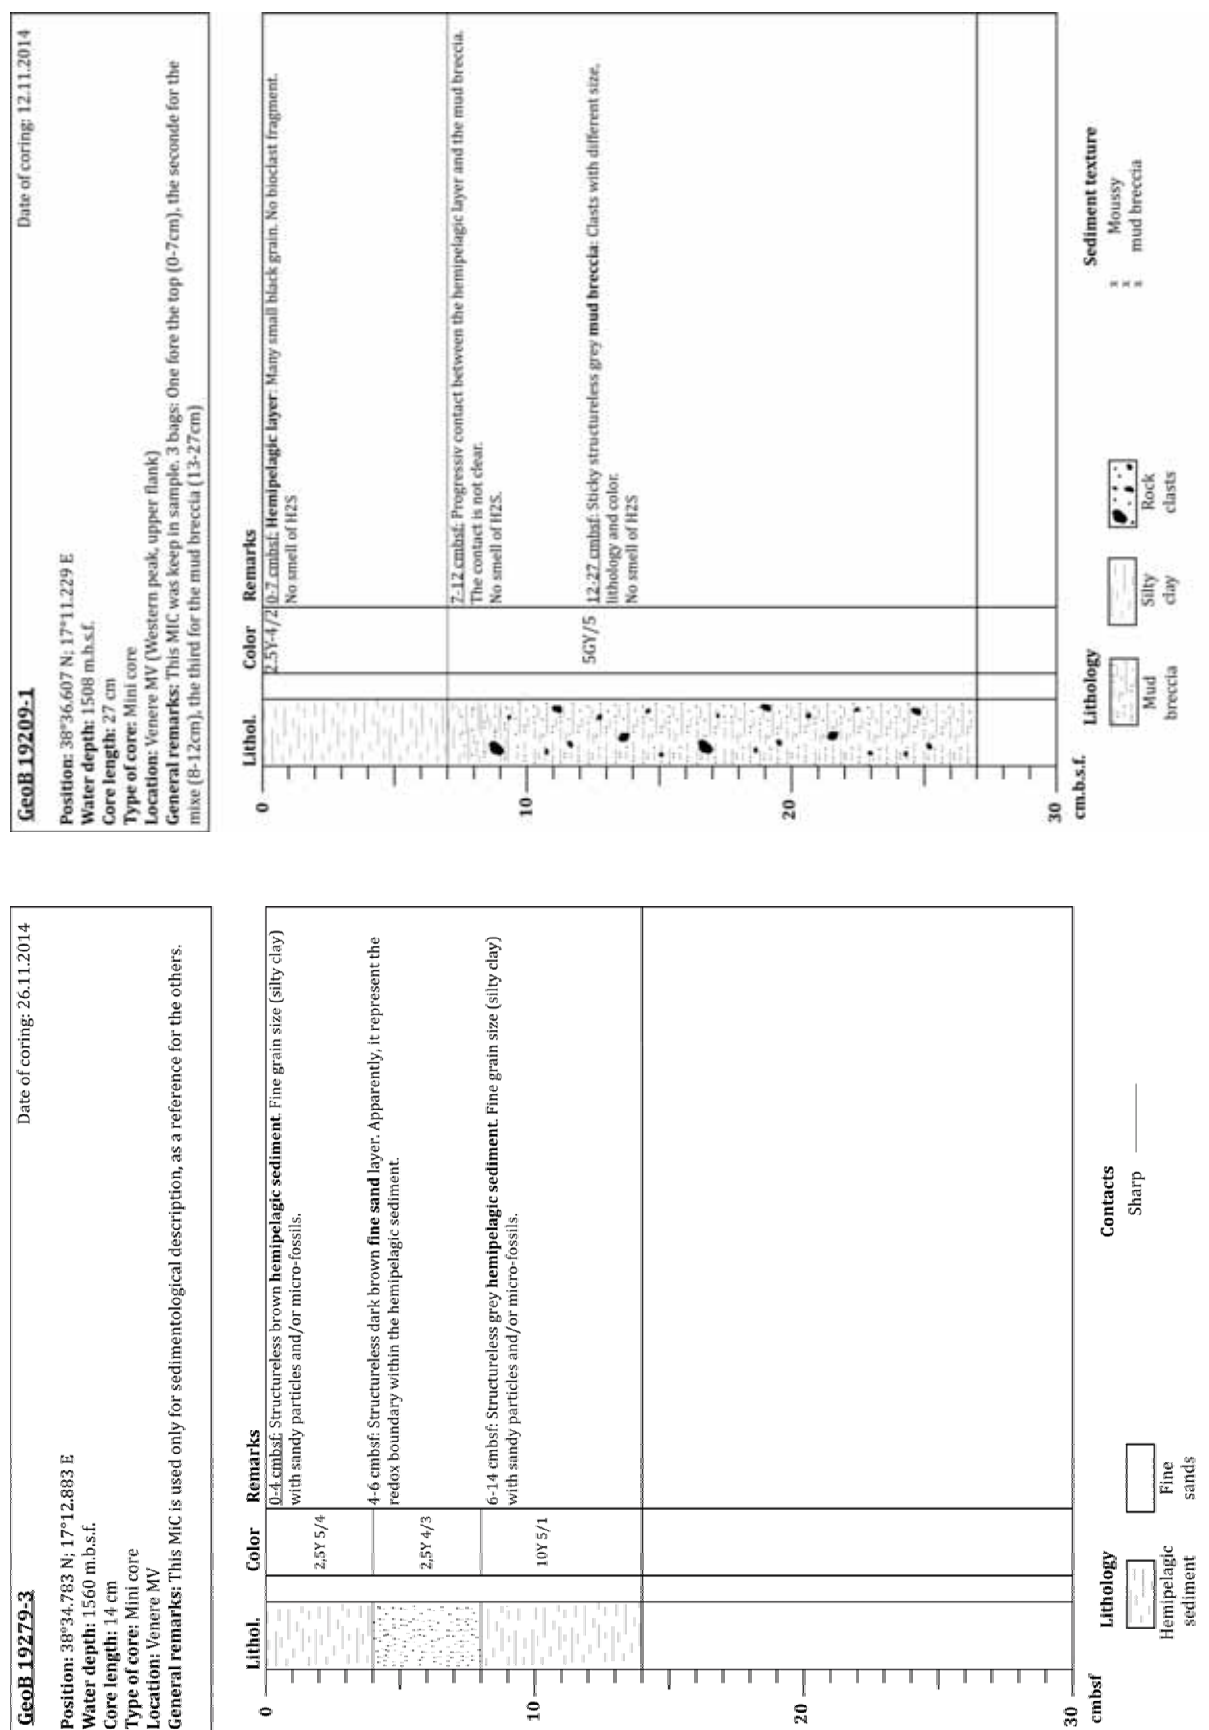 GeoB 19209-1
Date of coring: 12.11.2014
Position: 38°36.607 N; 17°11.229 E
Water depth: 1508 m.b.s.f.
Core length: 27 cm
Type of core: Mini core
Location: Venere MV (Western peak, upper flank)
General remarks: This MIC was keep in sample. 3 bags: One fore the top (0-7cm), the seconde for the
mixe (8-12cm), the third for the mud breccia (13-27cm)
Lithol.
Color
Remarks
0
10
20
30
cm.b.s.f.
2.5Y-4/2
0-7 cmbsf: Hemipelagic layer: Many small black grain. No bioclast fragment.
No smell of H2S
7-12 cmbsf: Progressiv contact between the hemipelagic layer and the mud breccia.
The contact is not clear.
No smell of H2S.
5GY/5
12-27 cmbsf: Sticky structureless grey mud breccia: Clasts with different size,
lithology and color.
No smell of H2S
Lithology
Mud
breccia
Silty
clay
Rock
clasts
Sediment texture
x
x
x
Moussy
mud breccia
GeoB 19279-3
Date of coring: 26.11.2014
Position: 38°34.783 N; 17°12.883 E
Water depth: 1560 m.b.s.f.
Core length: 14 cm
Type of core: Mini core
Location: Venere MV
General remarks: This MiC is used only for sedimentological description, as a reference for the others.
Lithol.
Color
Remarks
0
10
20
30
cmbsf
2,5Y 5/4
0-4 cmbsf: Structureless brown hemipelagic sediment. Fine grain size (silty clay)
with sandy particles and/or micro-fossils.
2,5Y 4/3
4-6 cmbsf: Structureless dark brown fine sand layer. Apparently, it represent the
redox boundary within the hemipelagic sediment.
10Y 5/1
6-14 cmbsf: Structureless grey hemipelagic sediment. Fine grain size (silty clay)
with sandy particles and/or micro-fossils.
Lithology
Hemipelagic
sediment
Fine
sands
Contacts
Sharp